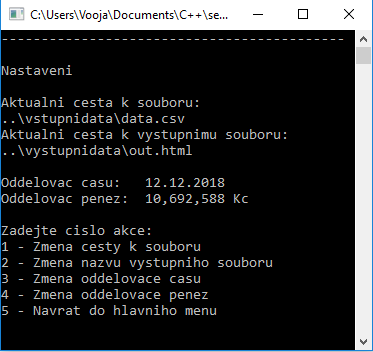 C:\Users\Vooja\Documents\C++\se...
-------------------------------------------
Nastaveni
Aktualni cesta k souboru:
..\vstupnidata\data.csv
Aktualni cesta k vystupnimu souboru:
..\vystupnidata\out.html
Oddelovac casu:   12.12.2018
Oddelovac penez:  10,692,588 Kc
Zadejte cislo akce:
1 - Zmena cesty k souboru
2 - Zmena nazvu vystupniho souboru
3 - Zmena oddelovace casu
4 - Zmena oddelovace penez
5 - Navrat do hlavniho menu